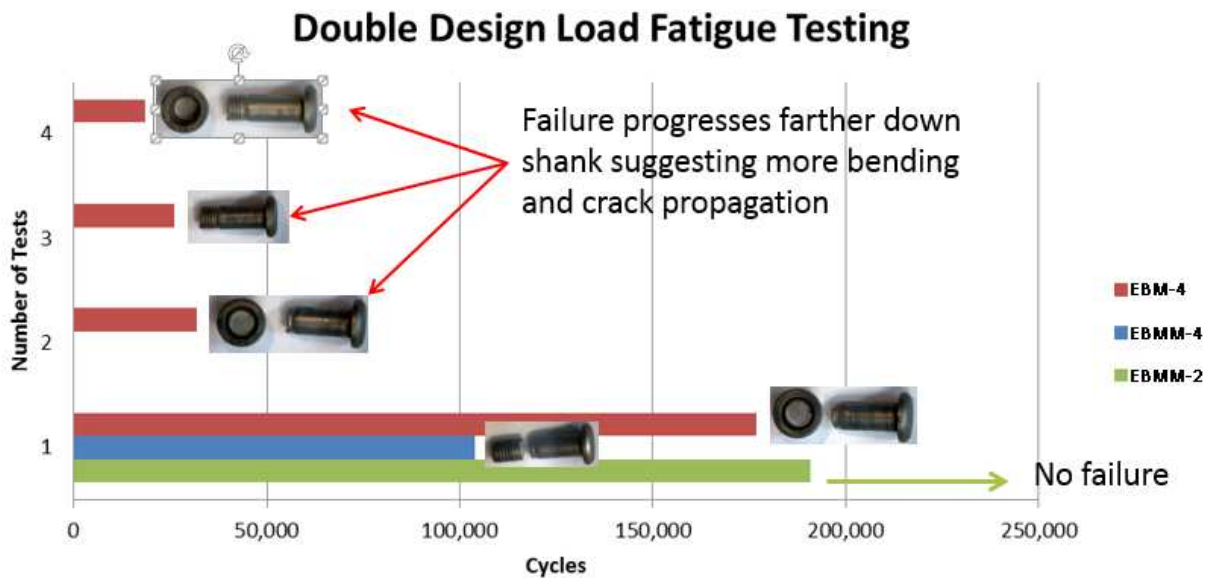 Double Design Load Fatigue Testing
Failure progresses farther down
shank suggesting more bending
and crack propagation
Number of Tests
4
3
2
1
EBM-4
EBMM-4
EBMM-2
No failure
0 50,000 100,000 150,000 200,000 250,000
Cycles